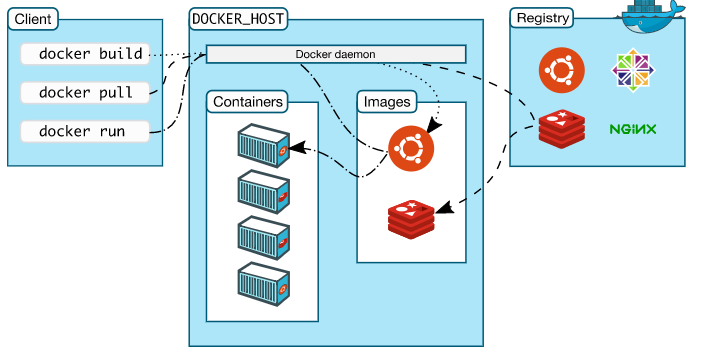 Client
docker build
docker pull
docker run
DOCKER_HOST
Docker daemon
Containers
Images
Registry
NGINX